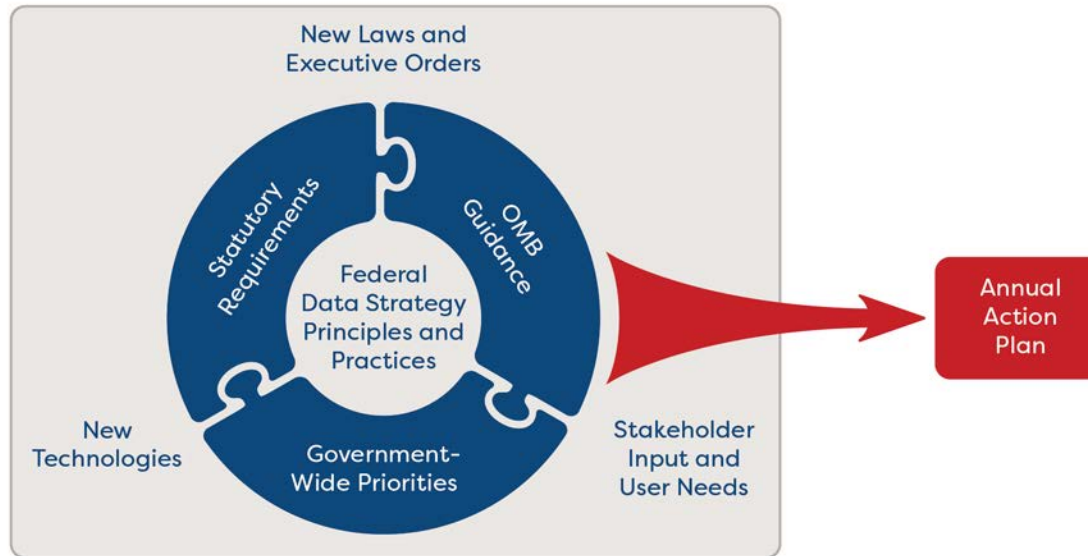 New Laws and
Executive Orders
Statutory
Requirements
OMB
Guidance
Federal
Data Strategy
Principles and
Practices
Annual
Action
Plan
New
Technologies
Government-
Wide Priorities
Stakeholder
Input and
User Needs